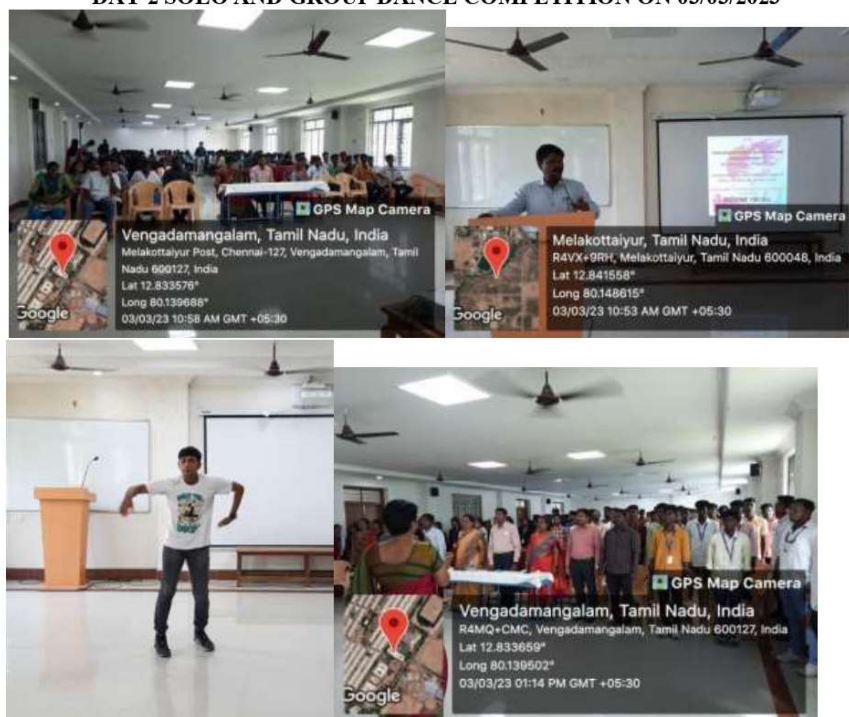 DAY 2 SOLO AND GROUP DANCE COMPETITION ON 03/03/2023
GPS Map Camera
Vengadamangalam, Tamil Nadu, India
Melakottaiyur Post, Chennai-127, Vengadamangalam, Tamil
Nadu 600127, India
Lat 12.833576°
Long 80.139688°
03/03/23 10:58 AM GMT +05:30
Google
GPS Map Camera
Melakottaiyur, Tamil Nadu, India
R4VX+9RH, Melakottaiyur, Tamil Nadu 600048, India
Lat 12.841558°
Long 80.148615°
03/03/23 10:53 AM GMT +05:30
Google
GPS Map Camera
Vengadamangalam, Tamil Nadu, India
R4MQ+CMC, Vengadamangalam, Tamil Nadu 600127, India
Lat 12.833659°
Long 80.139502°
03/03/23 01:14 PM GMT +05:30
Google